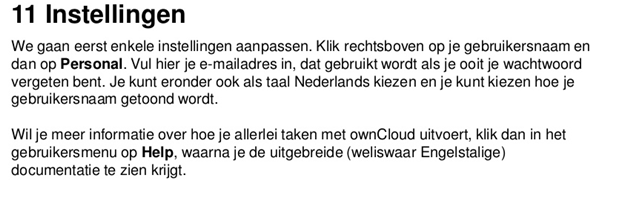 11 Instellingen
We gaan eerst enkele instellingen aanpassen. Klik rechtsboven op je gebruikersnaam en
dan op Personal. Vul hier je e-mailadres in, dat gebruikt wordt als je ooit je wachtwoord
vergeten bent. Je kunt eronder ook als taal Nederlands kiezen en je kunt kiezen hoe je
gebruikersnaam getoond wordt.
Wil je meer informatie over hoe je allerlei taken met ownCloud uitvoert, klik dan in het
gebruikersmenu op Help, waarna je de uitgebreide (weliswaar Engelstalige)
documentatie te zien krijgt.